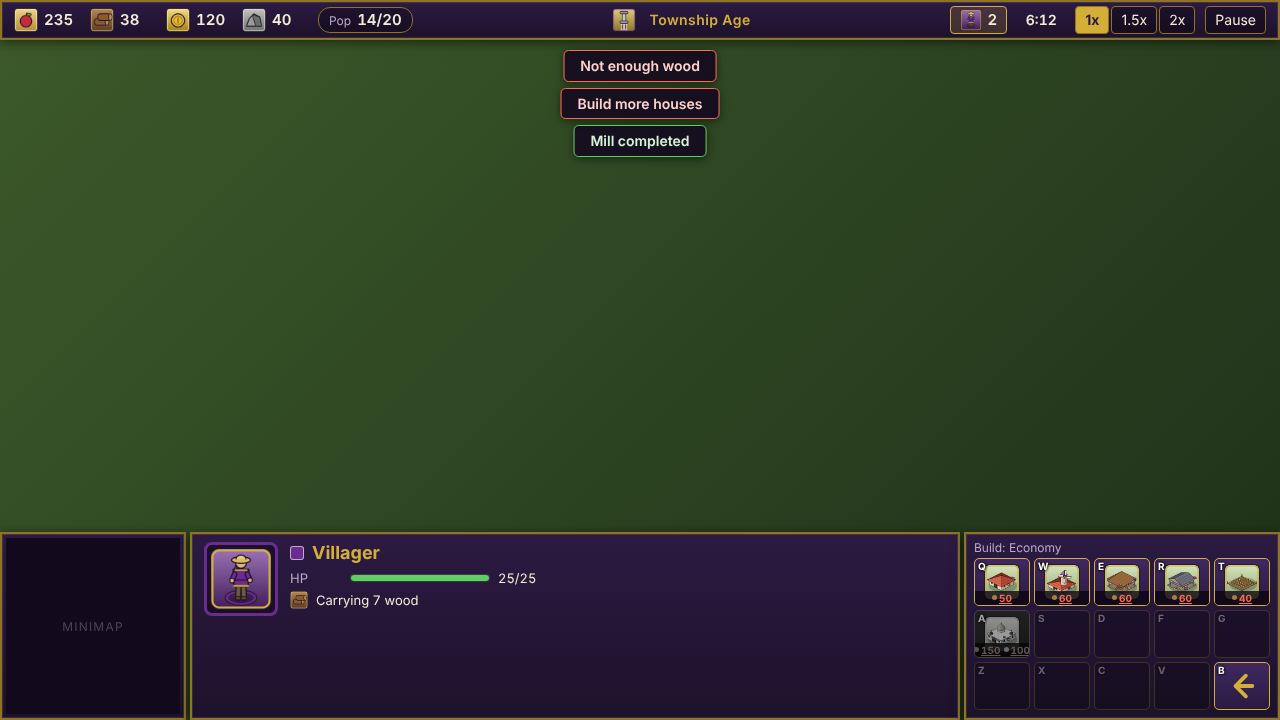 235 38 120 40 Pop 14/20 Township Age 2 6:12 1x 1.5x 2x Pause
Not enough wood
Build more houses
Mill completed
MINIMAP
Villager
HP 25/25
Carrying 7 wood
Build: Economy
Q W E R T
50 60 60 60 40
A S D F G
150 100
Z X C V B